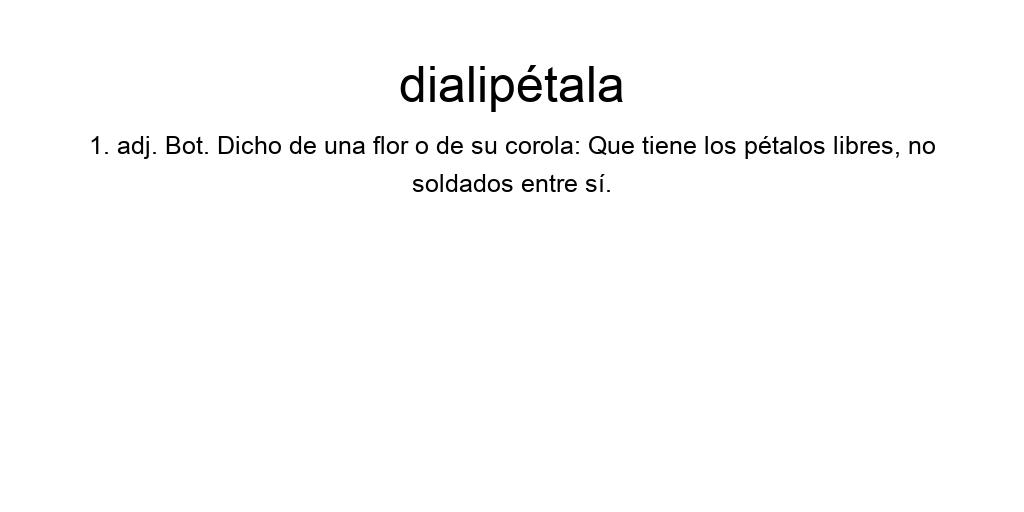 dialipétala
1. adj. Bot. Dicho de una flor o de su corola: Que tiene los pétalos libres, no
soldados entre sí.